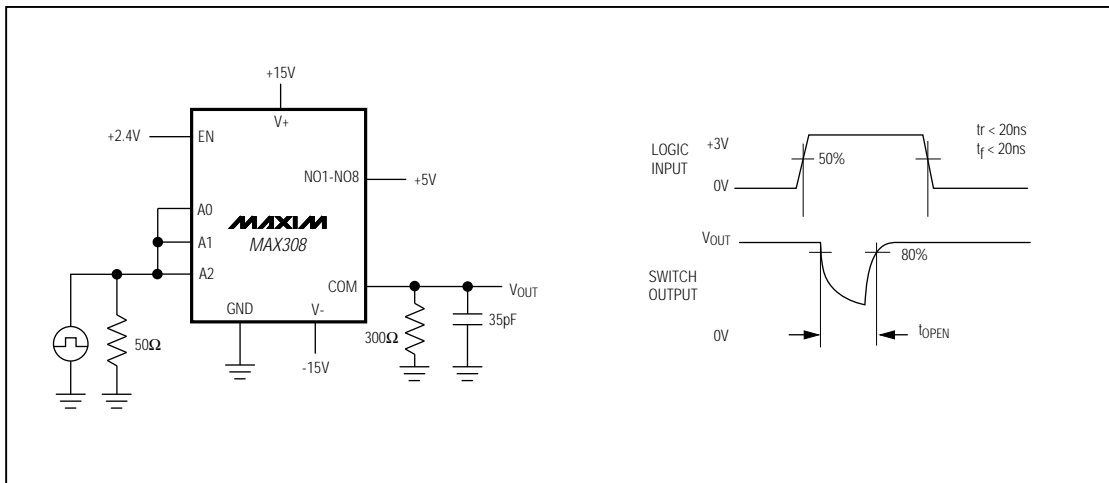 +15V
V+
+2.4V
EN
NO1-NO8
+5V
A0
A1
A2
MAXIM
MAX308
COM
VOUT
GND
V-
50Ω
-15V
300Ω
35pF
LOGIC
INPUT
+3V
0V
50%
tr < 20ns
tf < 20ns
VOUT
SWITCH
OUTPUT
0V
80%
tOPEN